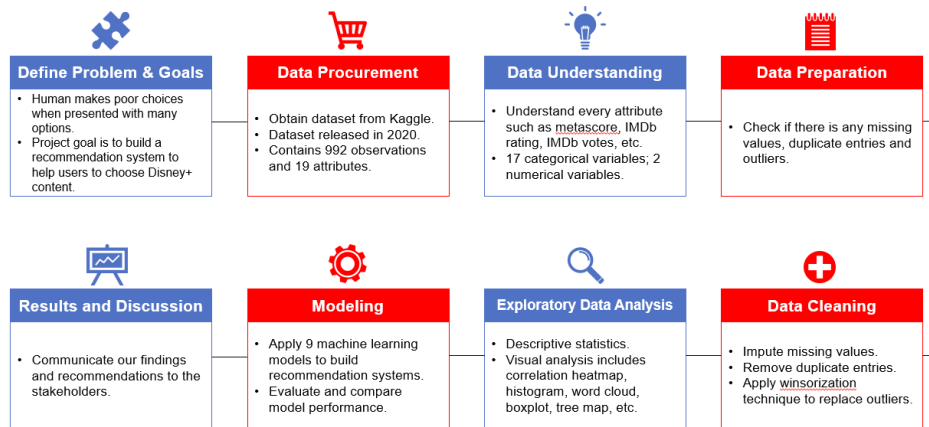 Define Problem & Goals
• Human makes poor choices
when presented with many
options.
• Project goal is to build a
recommendation system to
help users to choose Disney+
content.
Data Procurement
• Obtain dataset from Kaggle.
• Dataset released in 2020.
• Contains 992 observations
and 19 attributes.
Data Understanding
• Understand every attribute
such as metascore, IMDb
rating, IMDb votes, etc.
• 17 categorical variables; 2
numerical variables.
Data Preparation
• Check if there is any missing
values, duplicate entries and
outliers.
Results and Discussion
• Communicate our findings
and recommendations to the
stakeholders.
Modeling
• Apply 9 machine learning
models to build
recommendation systems.
• Evaluate and compare
model performance.
Exploratory Data Analysis
• Descriptive statistics.
• Visual analysis includes
correlation heatmap,
histogram, word cloud,
boxplot, tree map, etc.
Data Cleaning
• Impute missing values.
• Remove duplicate entries.
• Apply winsorization
technique to replace outliers.